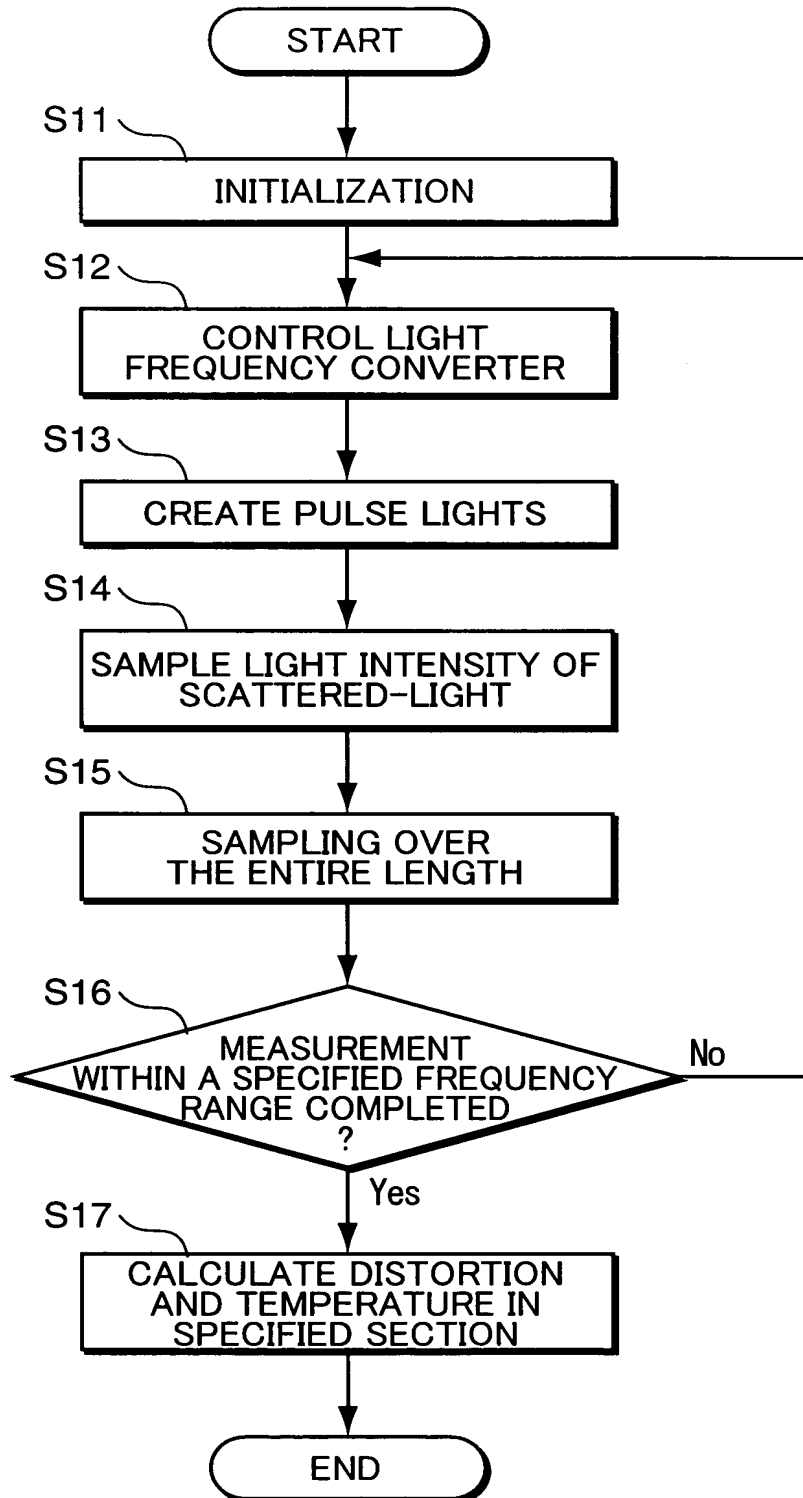 START
S11
INITIALIZATION
S12
CONTROL LIGHT
FREQUENCY CONVERTER
S13
CREATE PULSE LIGHTS
S14
SAMPLE LIGHT INTENSITY OF
SCATTERED-LIGHT
S15
SAMPLING OVER
THE ENTIRE LENGTH
S16
MEASUREMENT
WITHIN A SPECIFIED FREQUENCY
RANGE COMPLETED
?
No
Yes
S17
CALCULATE DISTORTION
AND TEMPERATURE IN
SPECIFIED SECTION
END